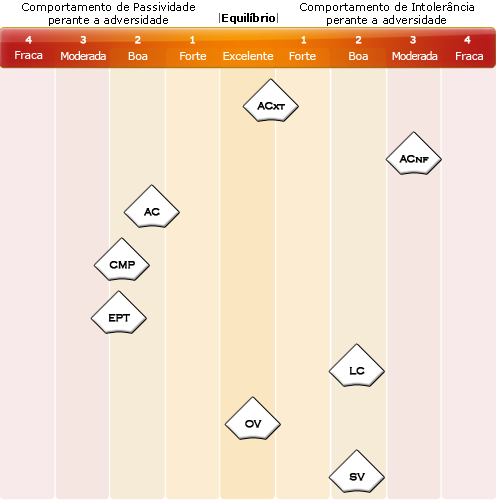 Comportamento de Passividade
perante a adversidade
|Equilíbrio|
Comportamento de Intolerância
perante a adversidade
4 3 2 1 1 2 3 4
Fraca Moderada Boa Forte Excelente Forte Boa Moderada Fraca
ACXT
ACNF
AC
CMP
EPT
LC
OV
SV